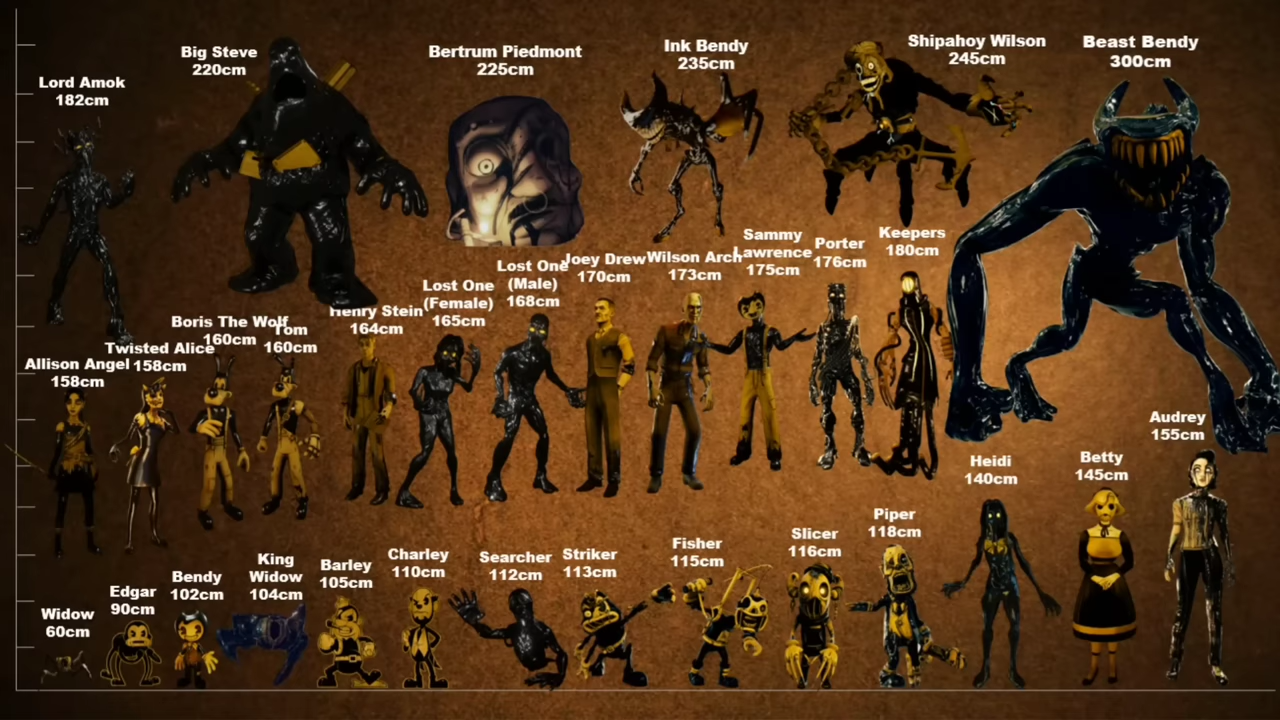 Big Steve
220cm
Bertrum Piedmont
225cm
Ink Bendy
235cm
Shipahoy Wilson
245cm
Beast Bendy
300cm
Lord Amok
182cm
Lost One
(Female)
165cm
Lost One
(Male)
168cm
Joey Drew
170cm
Wilson Arch
173cm
Sammy
Lawrence
175cm
Porter
176cm
Keepers
180cm
Allison Angel
158cm
Twisted Alice
158cm
Boris The Wolf
160cm
Tom
160cm
Henry Stein
164cm
Heidi
140cm
Betty
145cm
Audrey
155cm
Widow
60cm
Edgar
90cm
Bendy
102cm
King
Widow
104cm
Barley
105cm
Charley
110cm
Searcher
112cm
Striker
113cm
Fisher
115cm
Slicer
116cm
Piper
118cm